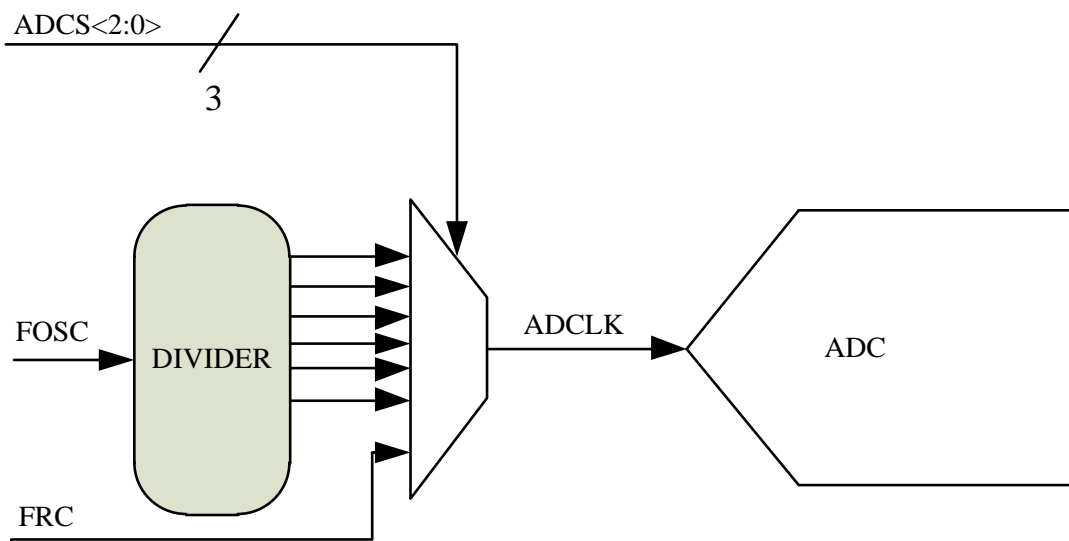 ADCS<2:0>
3
FOSC
DIVIDER
ADCLK
ADC
FRC